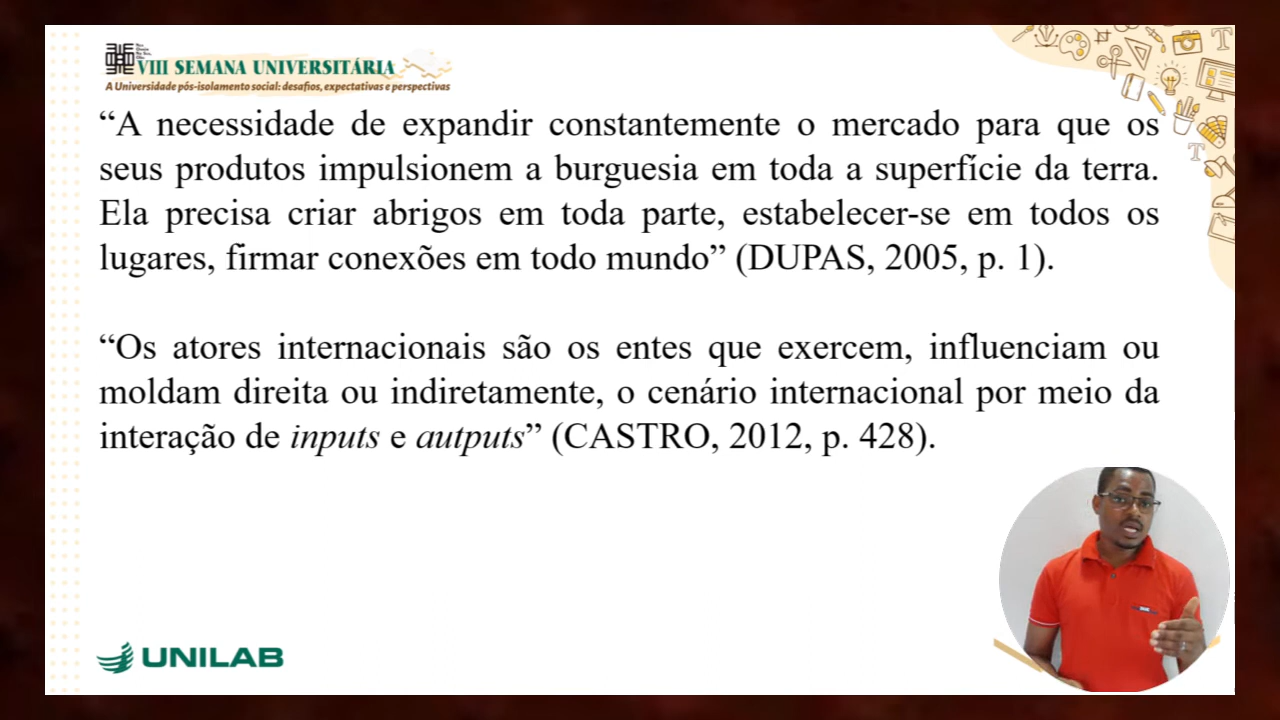 VIII SEMANA UNIVERSITÁRIA
A Universidade pós-isolamento social: desafios, expectativas e perspectivas
“A necessidade de expandir constantemente o mercado para que os
seus produtos impulsionem a burguesia em toda a superfície da terra.
Ela precisa criar abrigos em toda parte, estabelecer-se em todos os
lugares, firmar conexões em todo mundo” (DUPAS, 2005, p. 1).
“Os atores internacionais são os entes que exercem, influenciam ou
moldam direita ou indiretamente, o cenário internacional por meio da
interação de inputs e autputs” (CASTRO, 2012, p. 428).
UNILAB